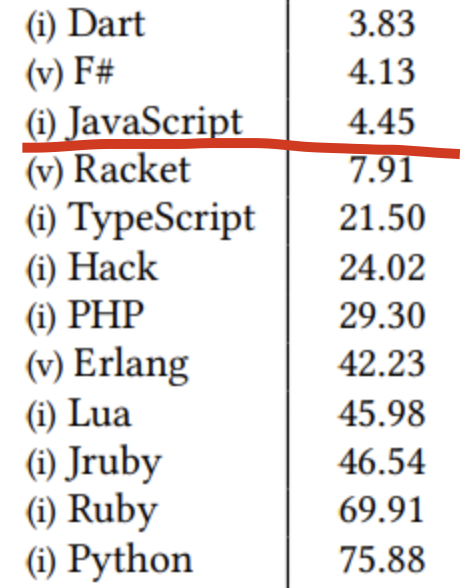 (i) Dart 3.83
(v) F# 4.13
(i) JavaScript 4.45
(v) Racket 7.91
(i) TypeScript 21.50
(i) Hack 24.02
(i) PHP 29.30
(v) Erlang 42.23
(i) Lua 45.98
(i) Jruby 46.54
(i) Ruby 69.91
(i) Python 75.88